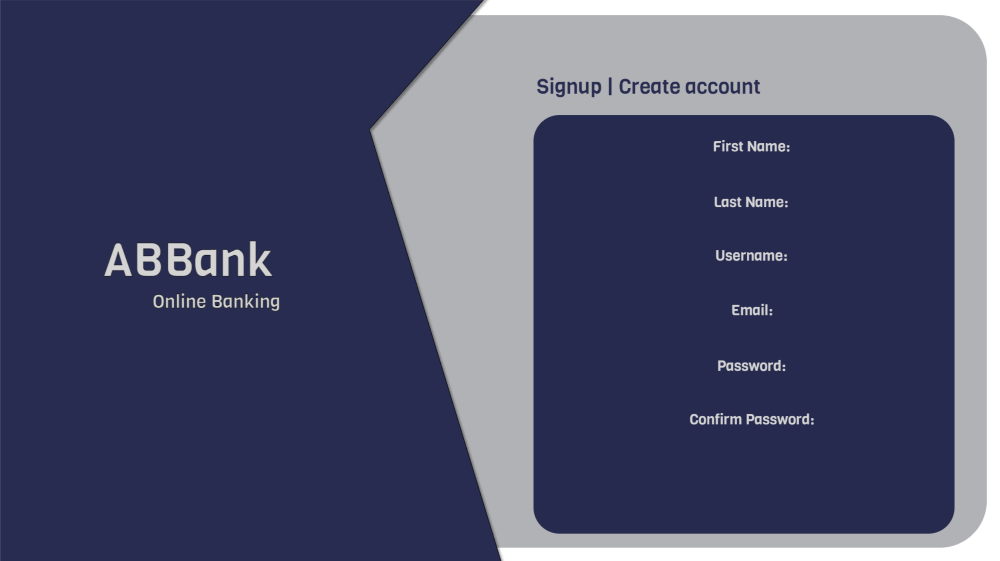 ABBank
Online Banking
Signup | Create account
First Name:
Last Name:
Username:
Email:
Password:
Confirm Password: